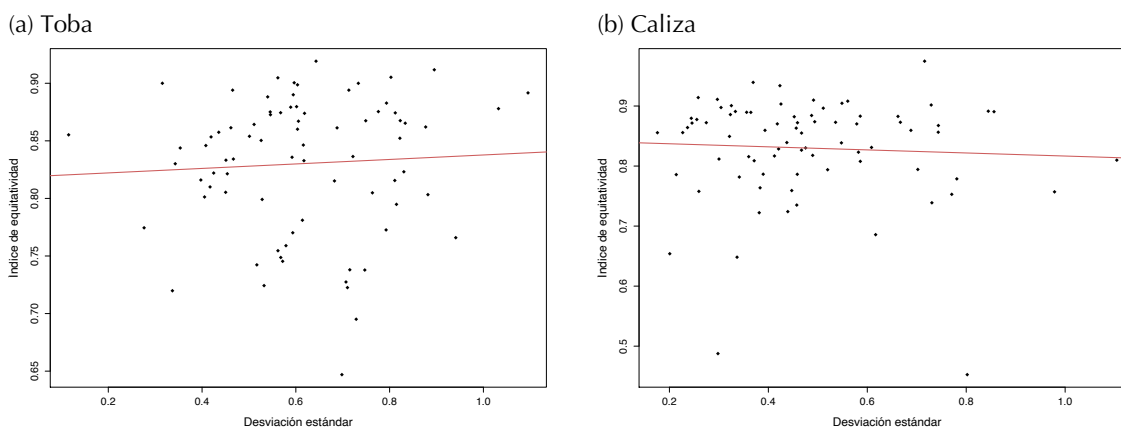 (a) Toba
0.90
0.85
0.80
0.75
0.70
0.65
Indice de equitatividad
0.2 0.4 0.6 0.8 1.0
Desviación estándar
(b) Caliza
0.9
0.8
0.7
0.6
0.5
Indice de equitatividad
0.2 0.4 0.6 0.8 1.0
Desviación estándar